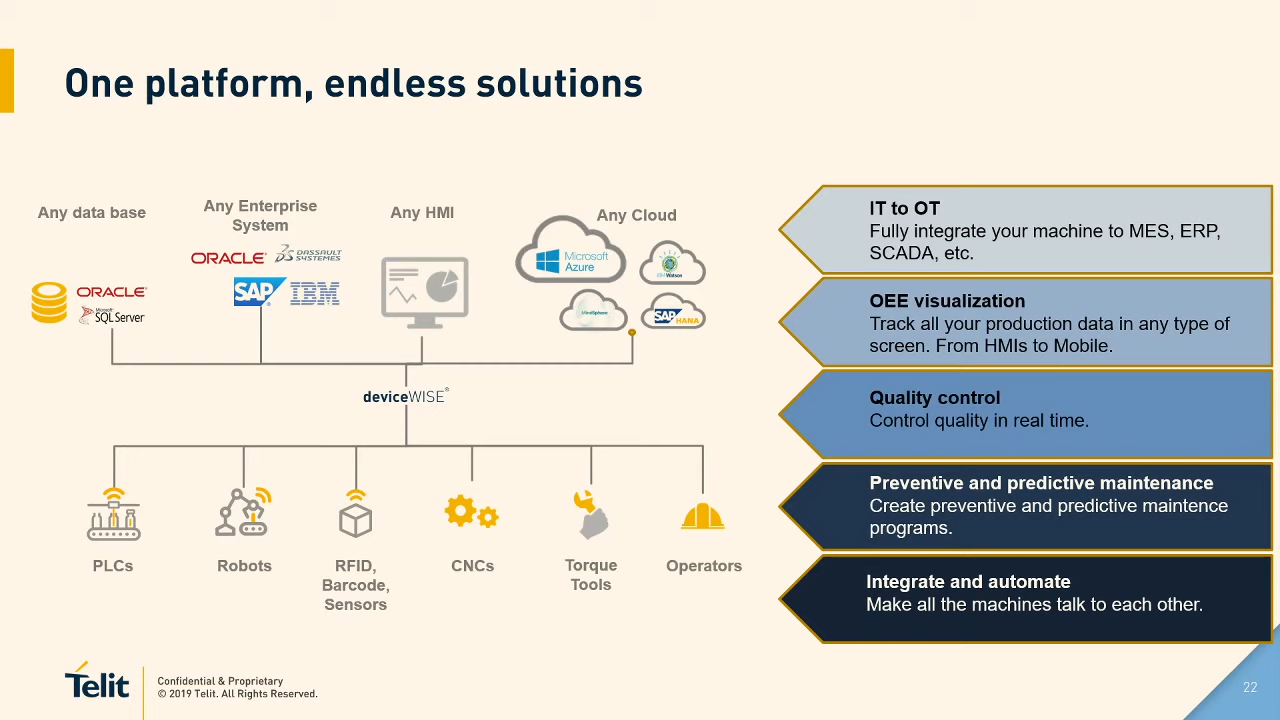 One platform, endless solutions
Any data base
Any Enterprise
System
Any HMI
Any Cloud
ORACLE
DASSAULT
SYSTEMES
Microsoft
Azure
IBM Watson
ORACLE
Microsoft
SQL Server
SAP
IBM
MindSphere
SAP HANA
deviceWISE®
PLCs
Robots
RFID,
Barcode,
Sensors
CNCs
Torque
Tools
Operators
IT to OT
Fully integrate your machine to MES, ERP,
SCADA, etc.
OEE visualization
Track all your production data in any type of
screen. From HMIs to Mobile.
Quality control
Control quality in real time.
Preventive and predictive maintenance
Create preventive and predictive maintence
programs.
Integrate and automate
Make all the machines talk to each other.
Telit
Confidential & Proprietary
© 2019 Telit. All Rights Reserved.
22